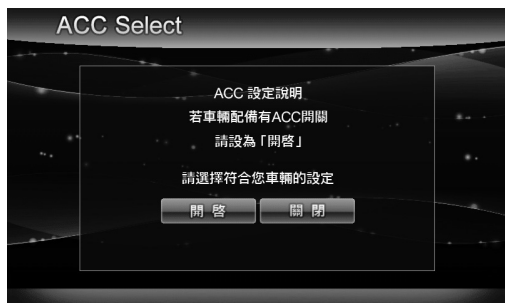 ACC Select
ACC 設定說明
若車輛配備有ACC開關
請設為「開啓」
請選擇符合您車輛的設定
開 啓
關 閉